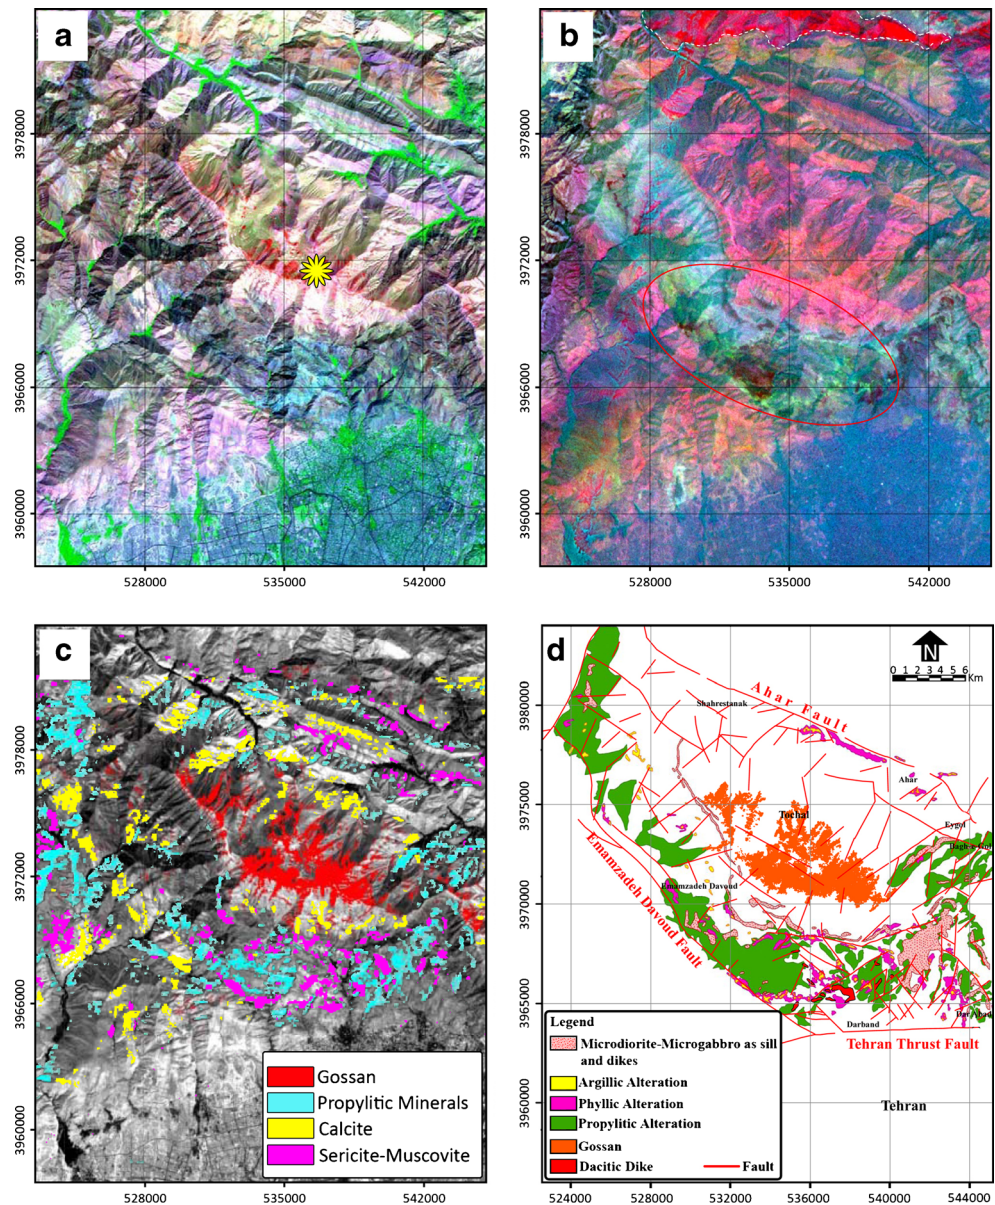 a
b
3978000
3972000
3966000
3960000
528000
535000
542000
3978000
3972000
3966000
3960000
528000
535000
542000
c
3978000
3972000
3966000
3960000
528000
535000
542000
Gossan
Propylitic Minerals
Calcite
Sericite-Muscovite
d
N
0 1 2 3 4 5 6
Km
3980000
3975000
3970000
3965000
3960000
524000
528000
532000
536000
540000
544000
Ahar Fault
Shahrestanak
Ahar
Tochal
Eygol
Emamzadeh Davoud
Emamzadeh Davoud Fault
Darband
Tehran Thrust Fault
Tehran
Legend
Microdiorite-Microgabbro as sill
and dikes
Argillic Alteration
Phyllic Alteration
Propylitic Alteration
Gossan
Dacitic Dike
Fault